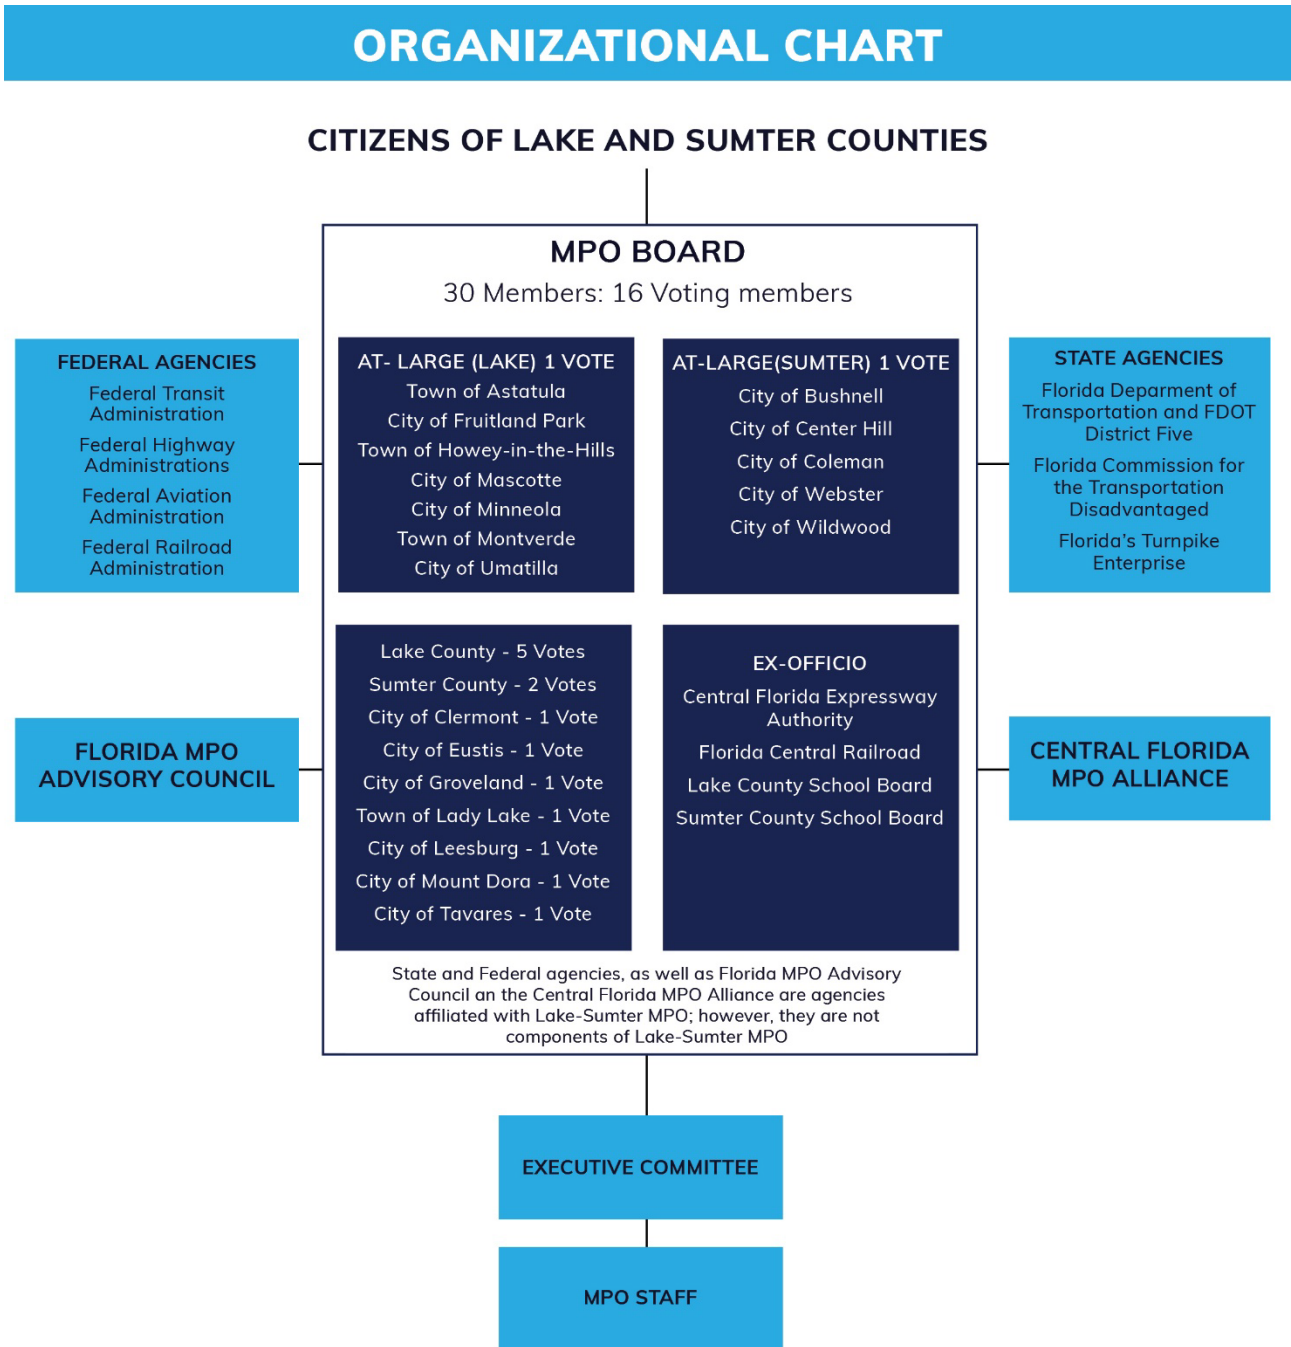 ORGANIZATIONAL CHART
CITIZENS OF LAKE AND SUMTER COUNTIES
MPO BOARD
30 Members: 16 Voting members
FEDERAL AGENCIES
Federal Transit
Administration
Federal Highway
Administrations
Federal Aviation
Administration
Federal Railroad
Administration
AT- LARGE (LAKE) 1 VOTE
Town of Astatula
City of Fruitland Park
Town of Howey-in-the-Hills
City of Mascotte
City of Minneola
Town of Montverde
City of Umatilla
AT-LARGE(SUMTER) 1 VOTE
City of Bushnell
City of Center Hill
City of Coleman
City of Webster
City of Wildwood
STATE AGENCIES
Florida Deparment of
Transportation and FDOT
District Five
Florida Commission for
the Transportation
Disadvantaged
Florida's Turnpike
Enterprise
FLORIDA MPO
ADVISORY COUNCIL
Lake County - 5 Votes
Sumter County - 2 Votes
City of Clermont - 1 Vote
City of Eustis - 1 Vote
City of Groveland - 1 Vote
Town of Lady Lake - 1 Vote
City of Leesburg - 1 Vote
City of Mount Dora - 1 Vote
City of Tavares - 1 Vote
EX-OFFICIO
Central Florida Expressway
Authority
Florida Central Railroad
Lake County School Board
Sumter County School Board
CENTRAL FLORIDA
MPO ALLIANCE
State and Federal agencies, as well as Florida MPO Advisory
Council an the Central Florida MPO Alliance are agencies
affiliated with Lake-Sumter MPO; however, they are not
components of Lake-Sumter MPO
EXECUTIVE COMMITTEE
MPO STAFF